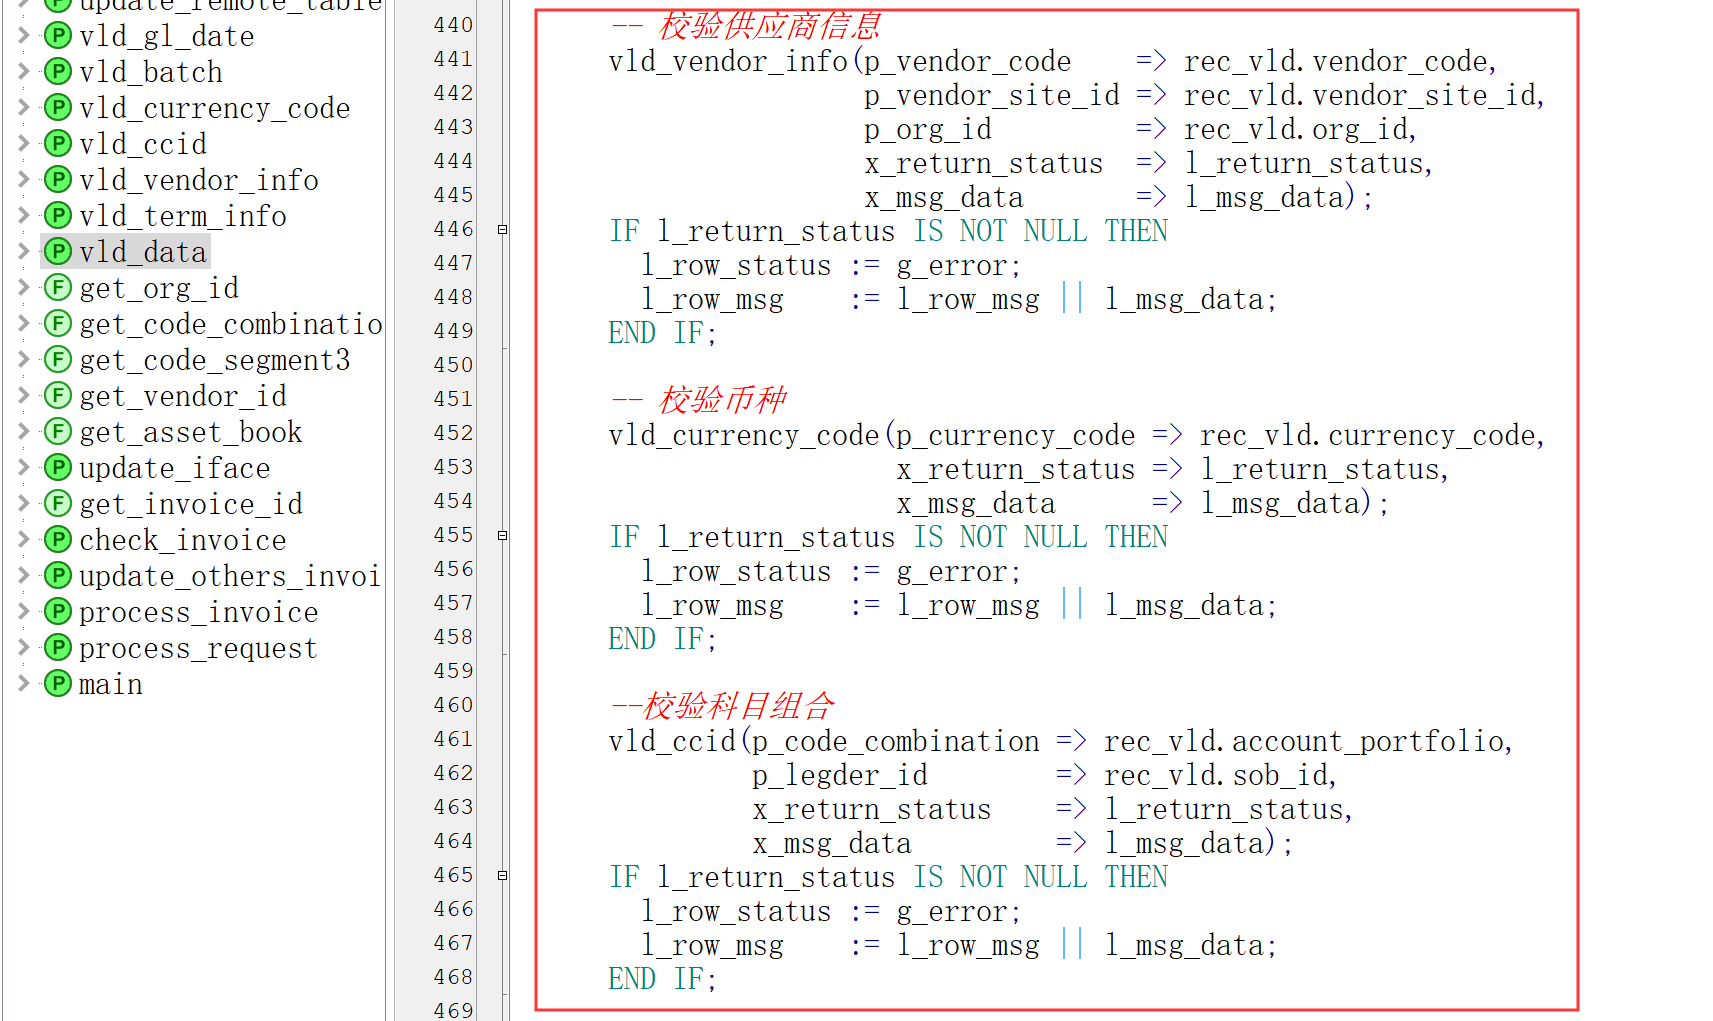 update_remote_table
vld_gl_date
vld_batch
vld_currency_code
vld_ccid
vld_vendor_info
vld_term_info
vld_data
get_org_id
get_code_combinatio
get_code_segment3
get_vendor_id
get_asset_book
update_iface
get_invoice_id
check_invoice
update_others_invoi
process_invoice
process_request
main
440 -- 校验供应商信息
441 vld_vendor_info(p_vendor_code => rec_vld.vendor_code,
442 p_vendor_site_id => rec_vld.vendor_site_id,
443 p_org_id => rec_vld.org_id,
444 x_return_status => l_return_status,
445 x_msg_data => l_msg_data);
446 IF l_return_status IS NOT NULL THEN
447 l_row_status := g_error;
448 l_row_msg := l_row_msg || l_msg_data;
449 END IF;
450
451 -- 校验币种
452 vld_currency_code(p_currency_code => rec_vld.currency_code,
453 x_return_status => l_return_status,
454 x_msg_data => l_msg_data);
455 IF l_return_status IS NOT NULL THEN
456 l_row_status := g_error;
457 l_row_msg := l_row_msg || l_msg_data;
458 END IF;
459
460 --校验科目组合
461 vld_ccid(p_code_combination => rec_vld.account_portfolio,
462 p_legder_id => rec_vld.sob_id,
463 x_return_status => l_return_status,
464 x_msg_data => l_msg_data);
465 IF l_return_status IS NOT NULL THEN
466 l_row_status := g_error;
467 l_row_msg := l_row_msg || l_msg_data;
468 END IF;
469